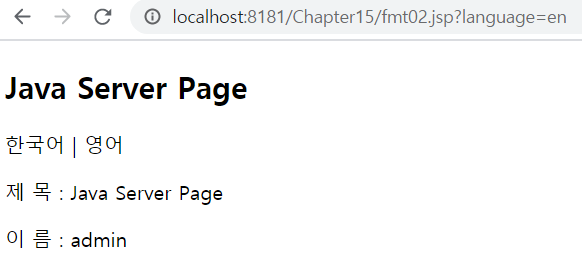 localhost:8181/Chapter15/fmt02.jsp?language=en
Java Server Page
한국어 | 영어
제 목 : Java Server Page
이 름 : admin